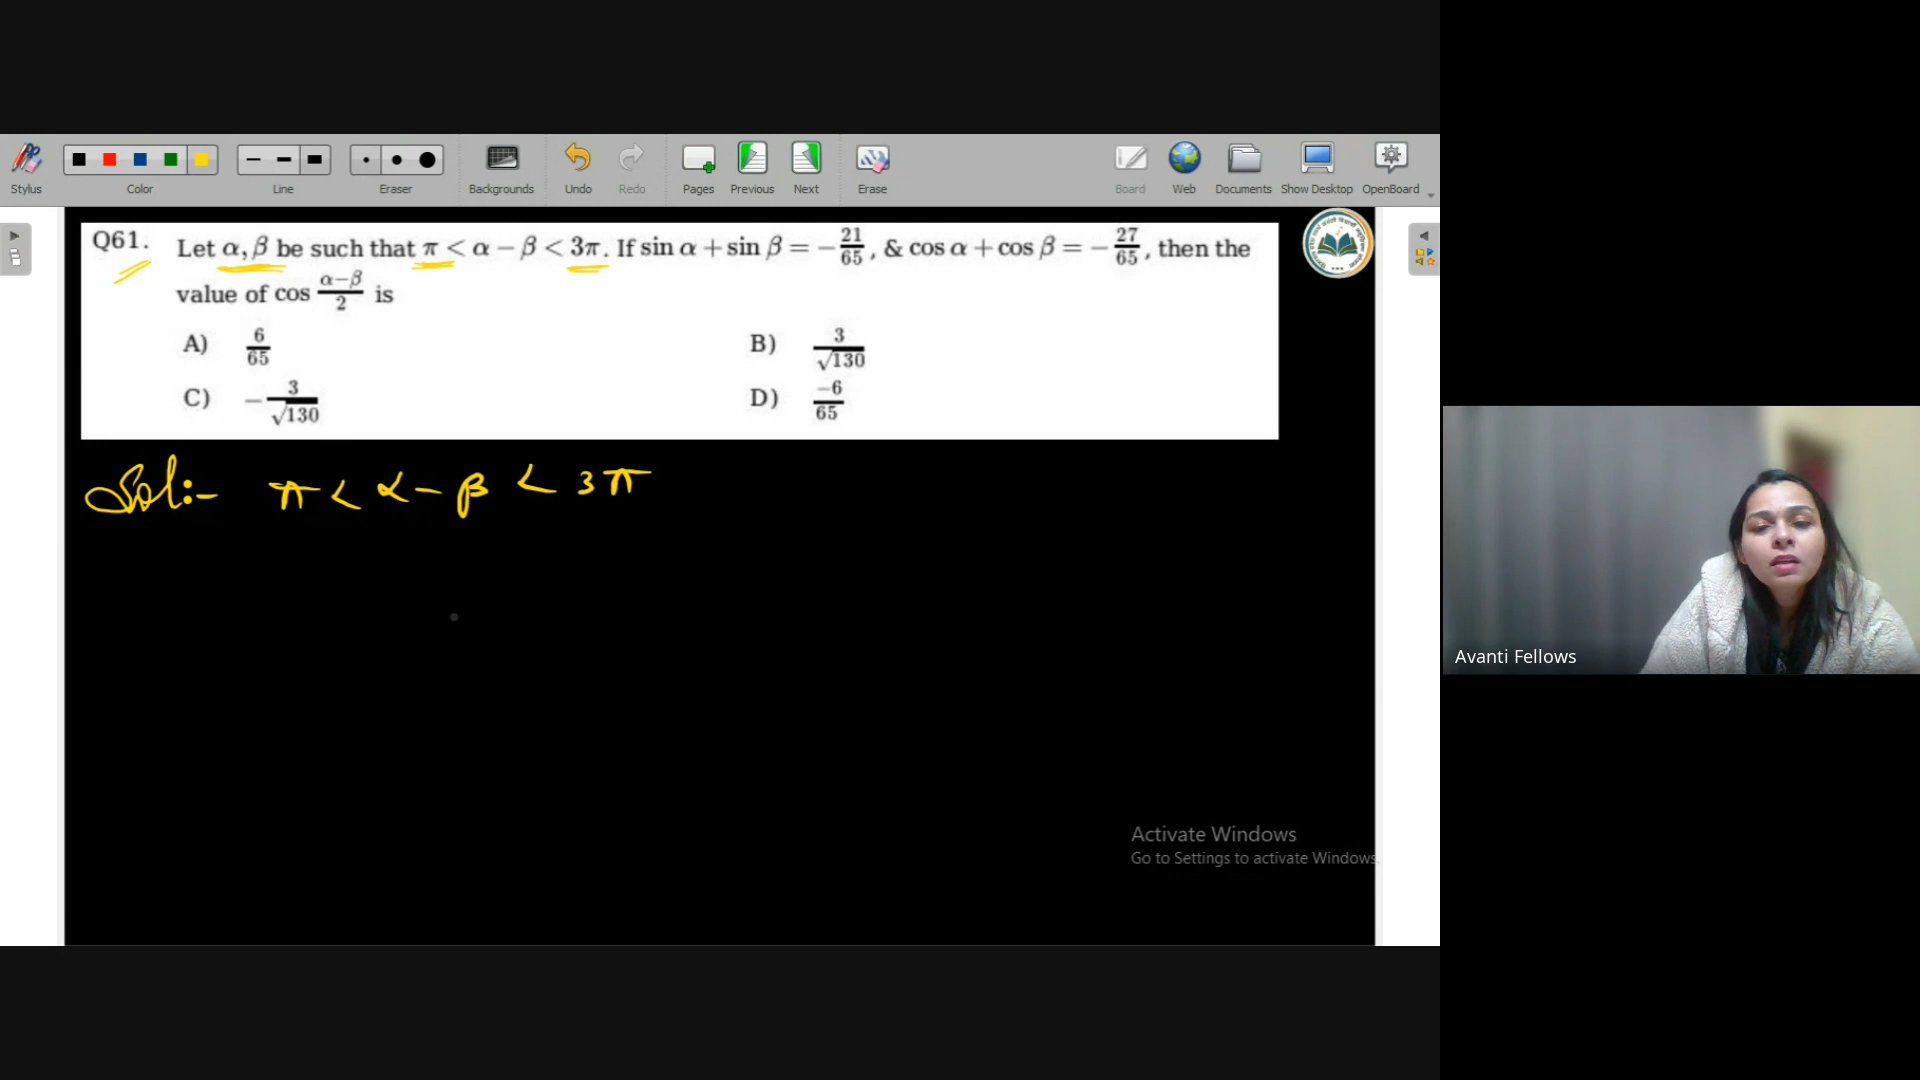 Stylus Color Line Eraser Backgrounds Undo Redo Pages Previous Next Erase Board Web Documents Show Desktop OpenBoard
Q61. Let α, β be such that π < α − β < 3π. If sin α + sin β = −21/65, & cos α + cos β = −27/65, then the
value of cos (α−β)/2 is
A) 6/65 B) 3/√130
C) −3/√130 D) −6/65
Sol:- π < α − β < 3π
Avanti Fellows
Activate Windows
Go to Settings to activate Windows.